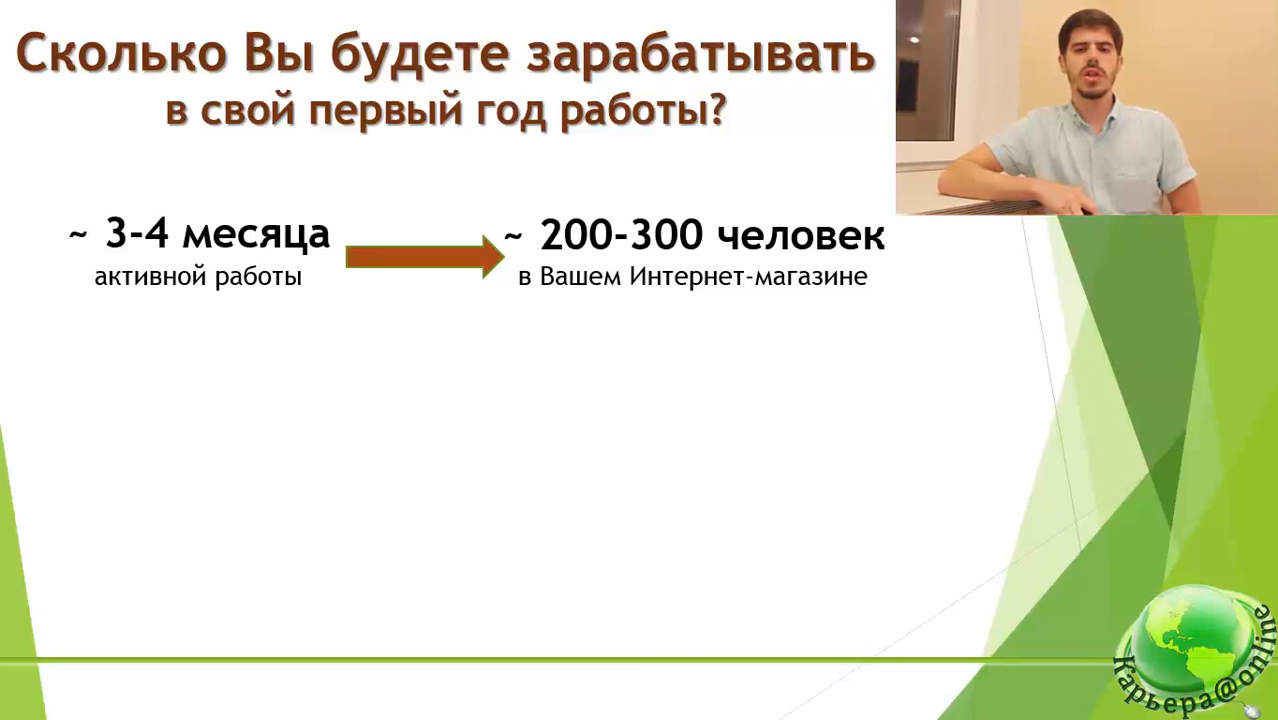 Сколько Вы будете зарабатывать
в свой первый год работы?
~ 3-4 месяца
активной работы
~ 200-300 человек
в Вашем Интернет-магазине
Карьера@online